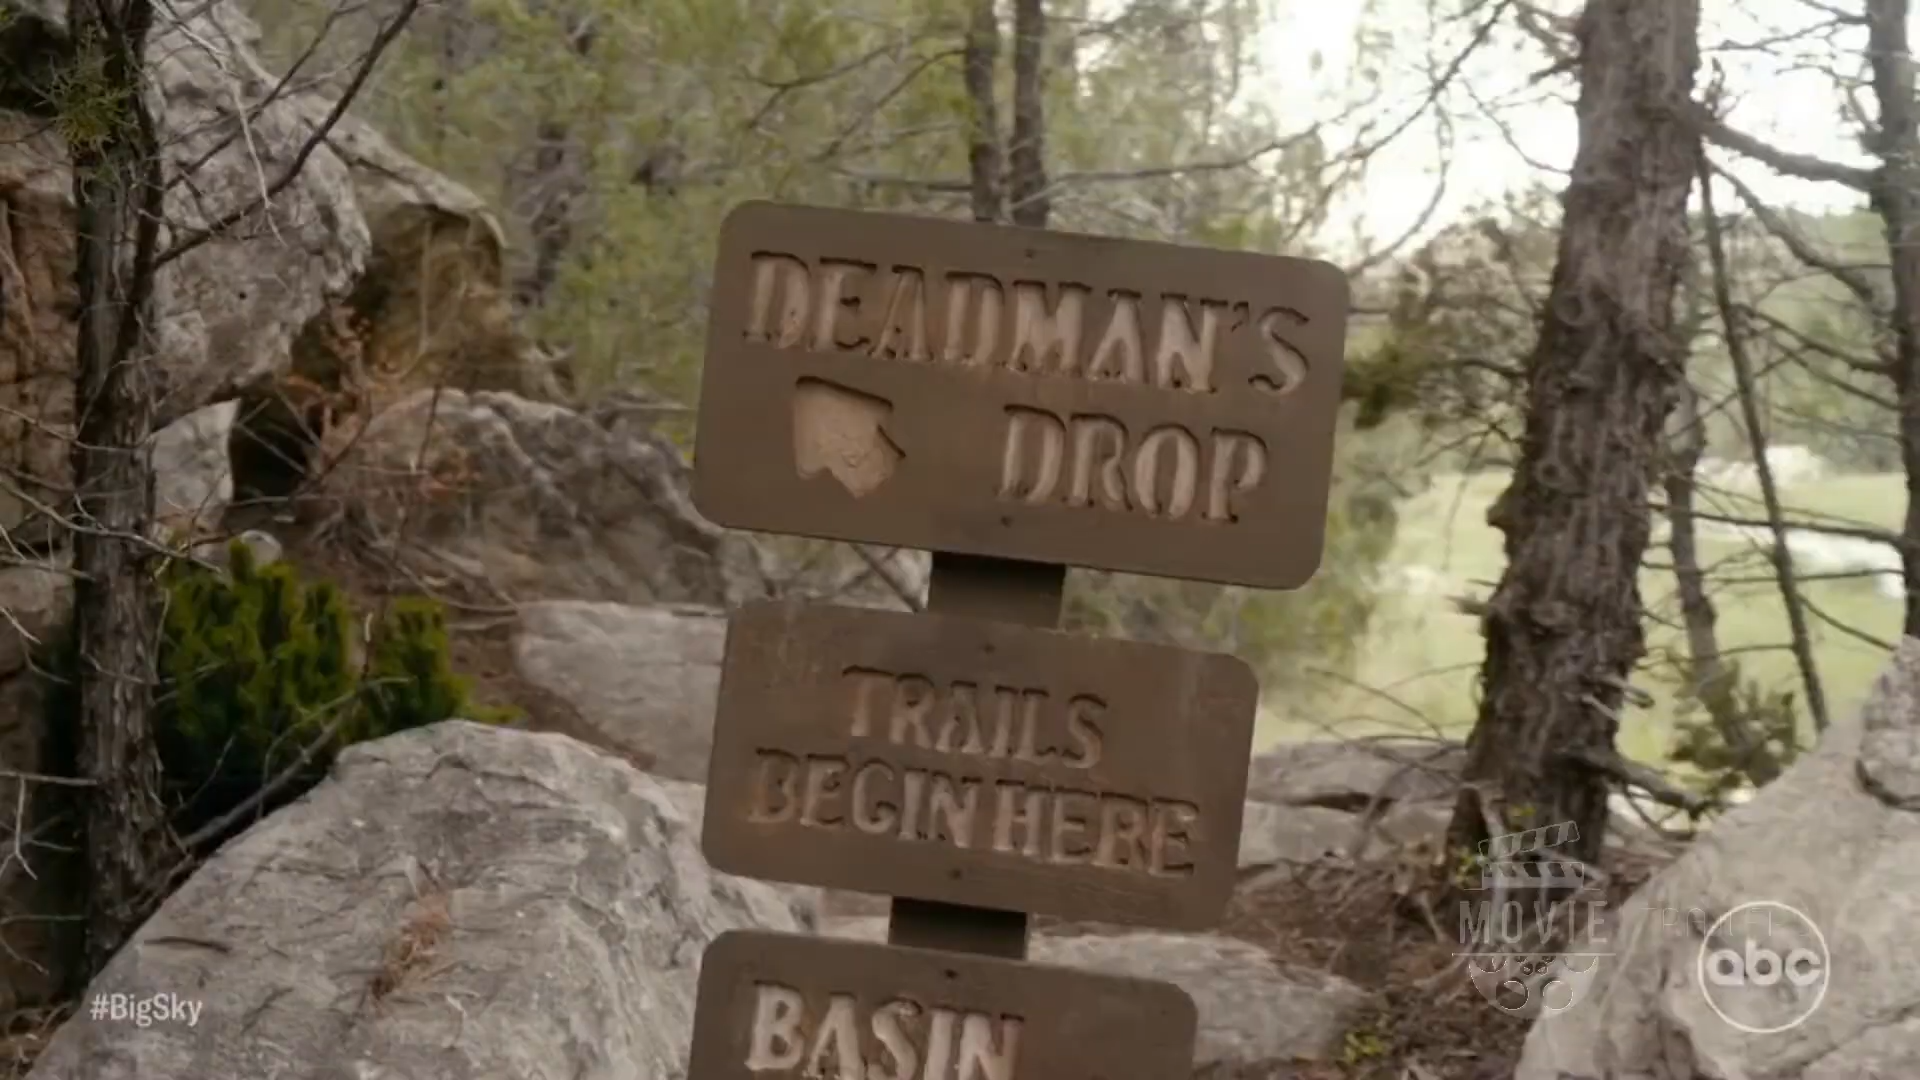 DEADMAN'S
DROP
TRAILS
BEGIN HERE
BASIN
#BigSky
MOVIE
abc